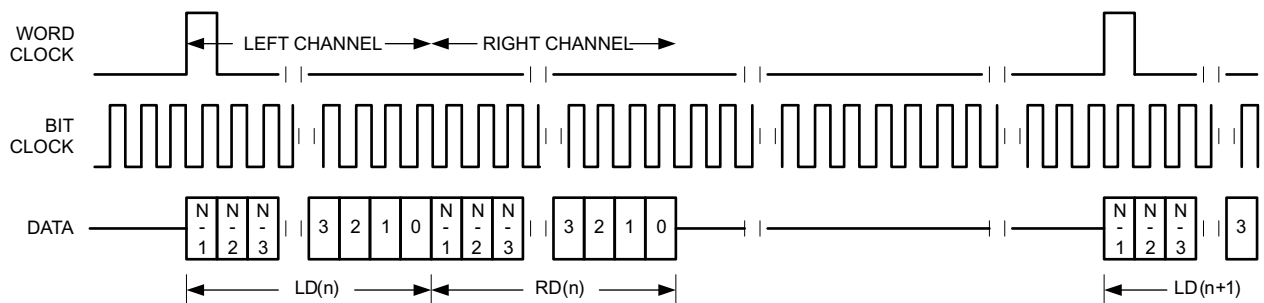 WORD
CLOCK
LEFT CHANNEL
RIGHT CHANNEL
BIT
CLOCK
DATA
N-1 N-2 N-3 3 2 1 0 N-1 N-2 N-3 3 2 1 0 N-1 N-2 N-3 3
LD(n) RD(n) LD(n+1)